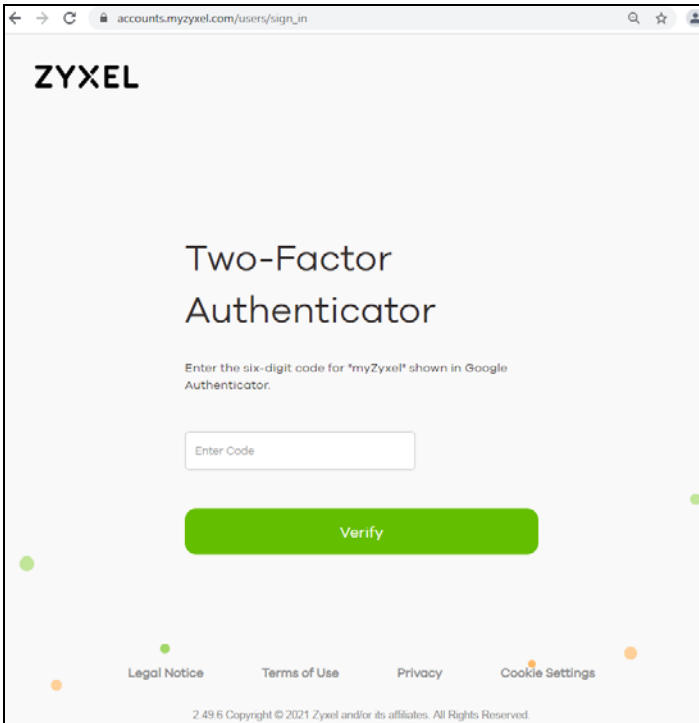 accounts.myzyxel.com/users/sign_in
ZYXEL
Two-Factor
Authenticator
Enter the six-digit code for "myZyxel" shown in Google
Authenticator.
Enter Code
Verify
Legal Notice Terms of Use Privacy Cookie Settings
2.49.6 Copyright © 2021 Zyxel and/or its affiliates. All Rights Reserved.